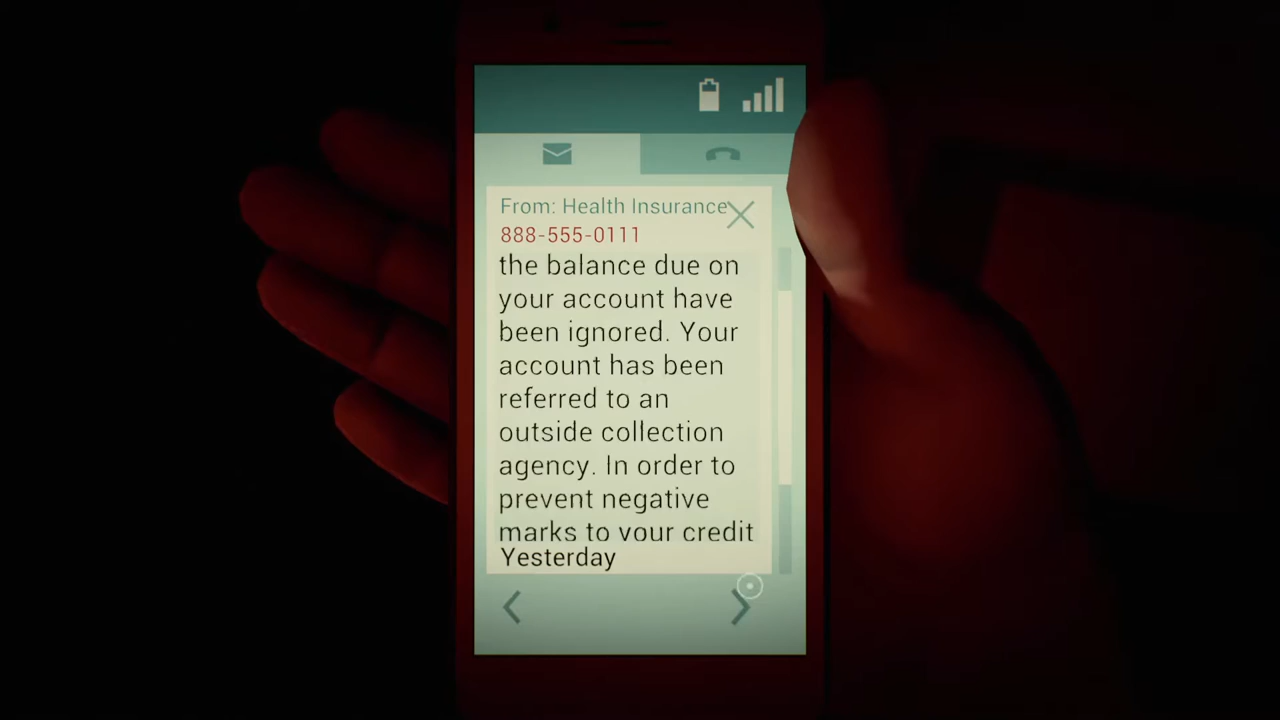 From: Health Insurance
888-555-0111
the balance due on
your account have
been ignored. Your
account has been
referred to an
outside collection
agency. In order to
prevent negative
marks to your credit
Yesterday